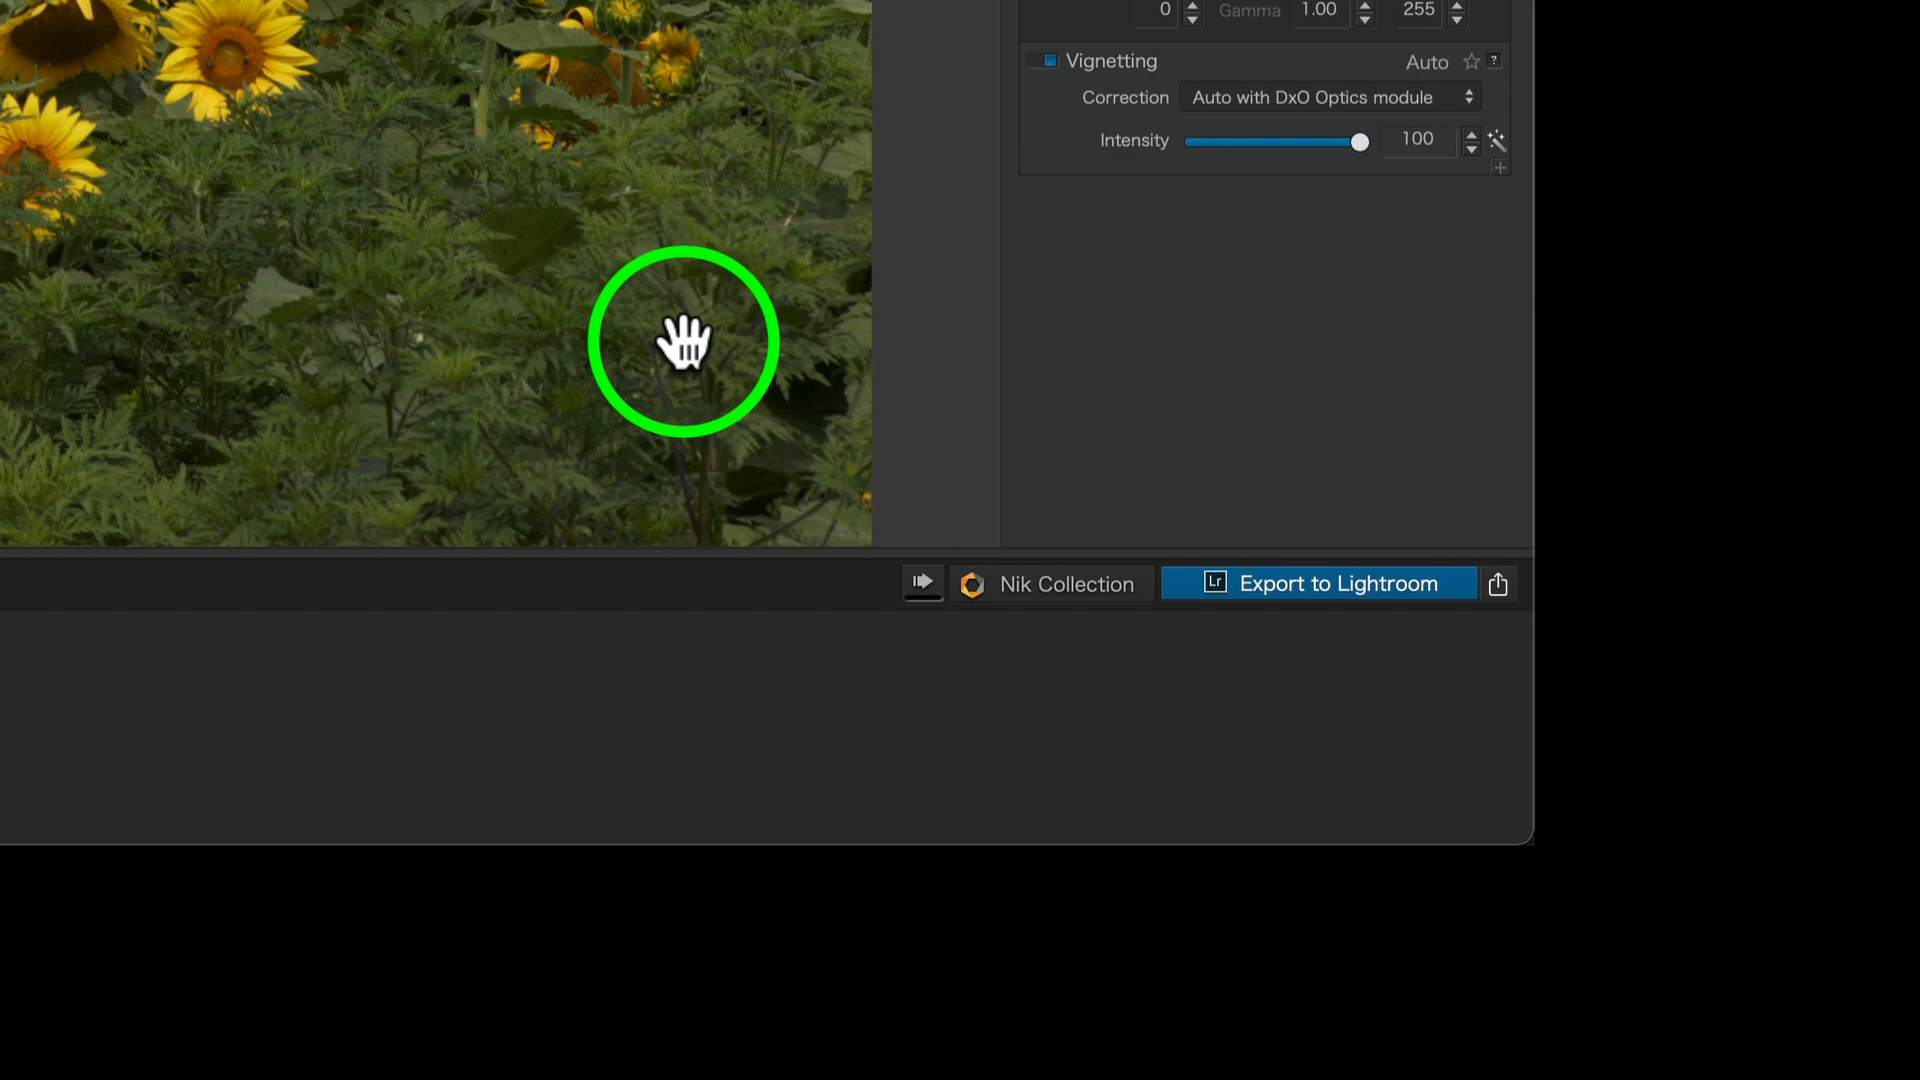 0 Gamma 1.00 255
Vignetting Auto ?
Correction Auto with DxO Optics module
Intensity 100
Nik Collection Lr Export to Lightroom